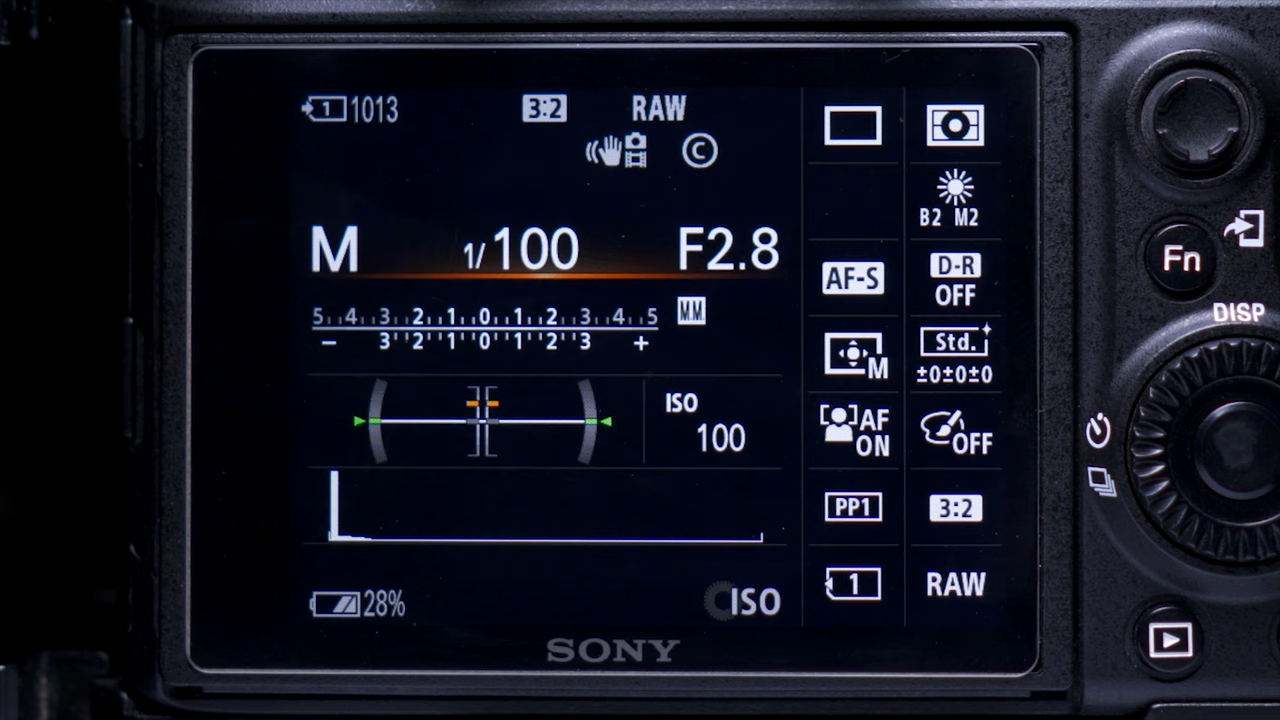 1 1013 3:2 RAW
C
M 1/100 F2.8
5 4 3 2 1 0 1 2 3 4 5 M.M.
− 3 2 1 0 1 2 3 +
ISO
100
28% ISO
B2 M2
AF-S D-R
OFF
M Std.
±0±0±0
AF
ON OFF
PP1 3:2
1 RAW
SONY
Fn
DISP